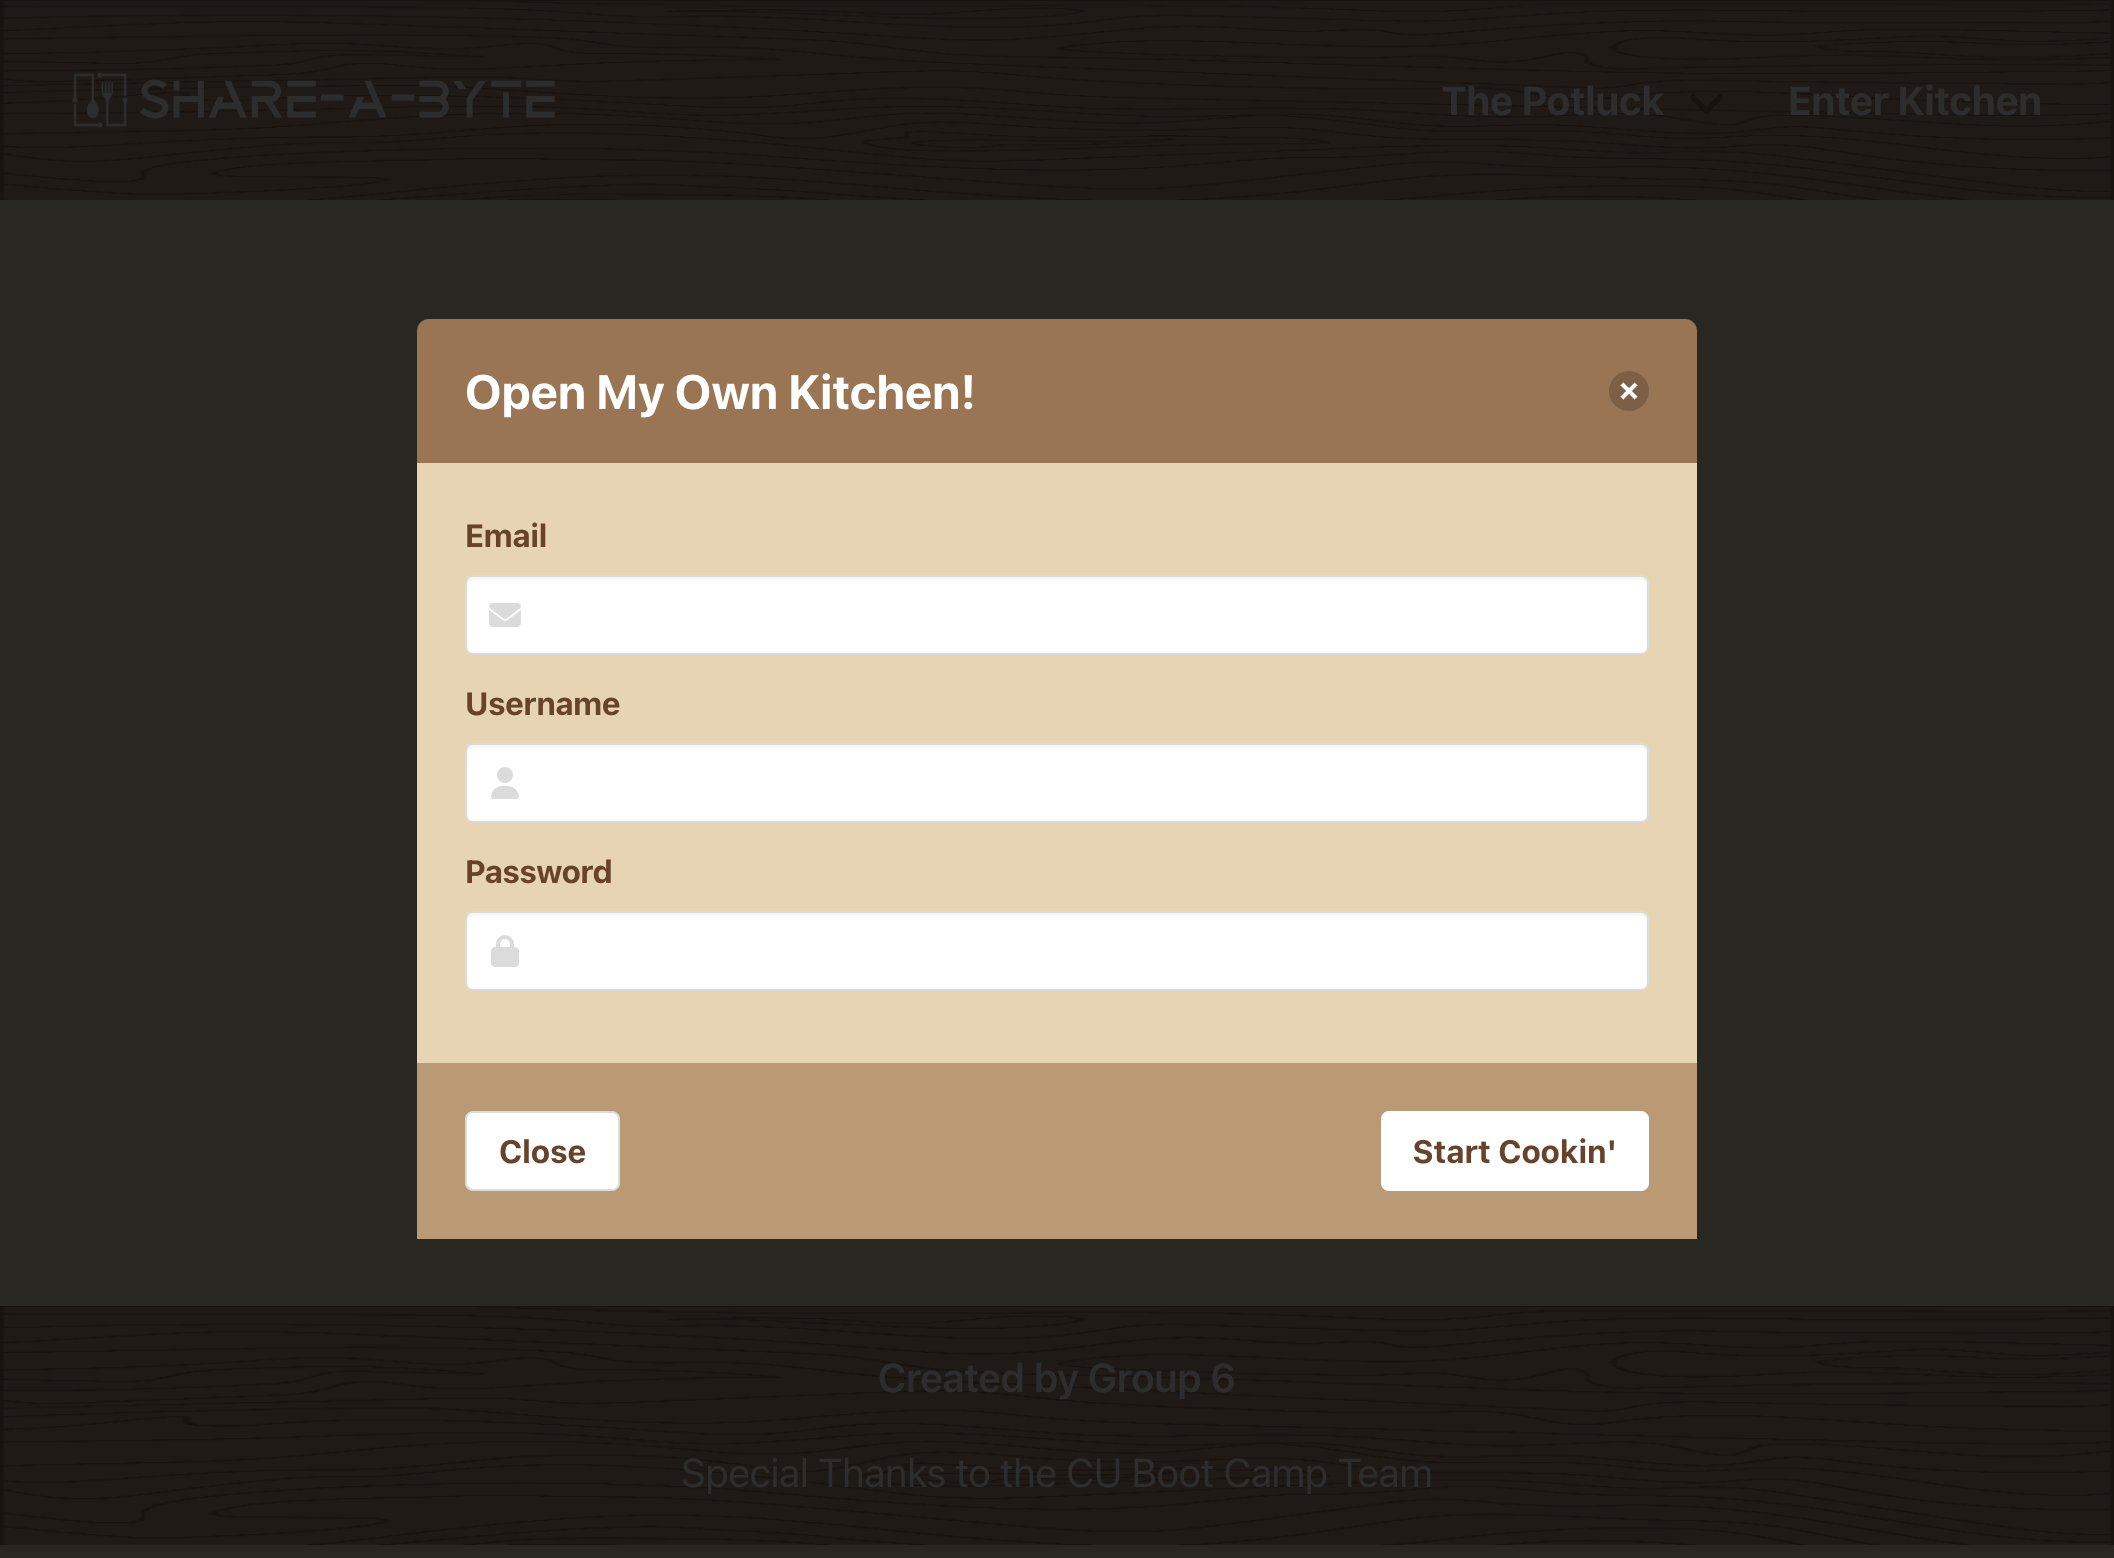 SHARE-A-BYTE
The Potluck
Enter Kitchen
Open My Own Kitchen!
Email
Username
Password
Close
Start Cookin'
Created by Group 6
Special Thanks to the CU Boot Camp Team